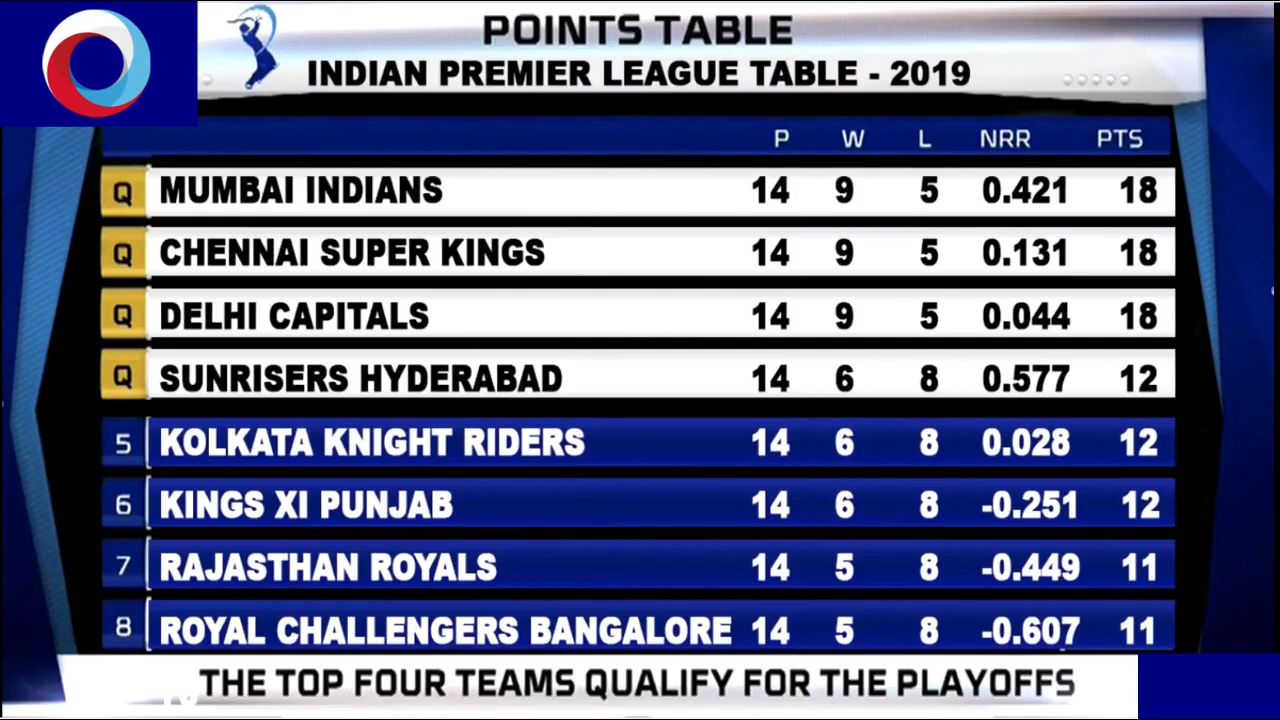 POINTS TABLE
INDIAN PREMIER LEAGUE TABLE - 2019
P W L NRR PTS
Q MUMBAI INDIANS 14 9 5 0.421 18
Q CHENNAI SUPER KINGS 14 9 5 0.131 18
Q DELHI CAPITALS 14 9 5 0.044 18
Q SUNRISERS HYDERABAD 14 6 8 0.577 12
5 KOLKATA KNIGHT RIDERS 14 6 8 0.028 12
6 KINGS XI PUNJAB 14 6 8 -0.251 12
7 RAJASTHAN ROYALS 14 5 8 -0.449 11
8 ROYAL CHALLENGERS BANGALORE 14 5 8 -0.607 11
THE TOP FOUR TEAMS QUALIFY FOR THE PLAYOFFS